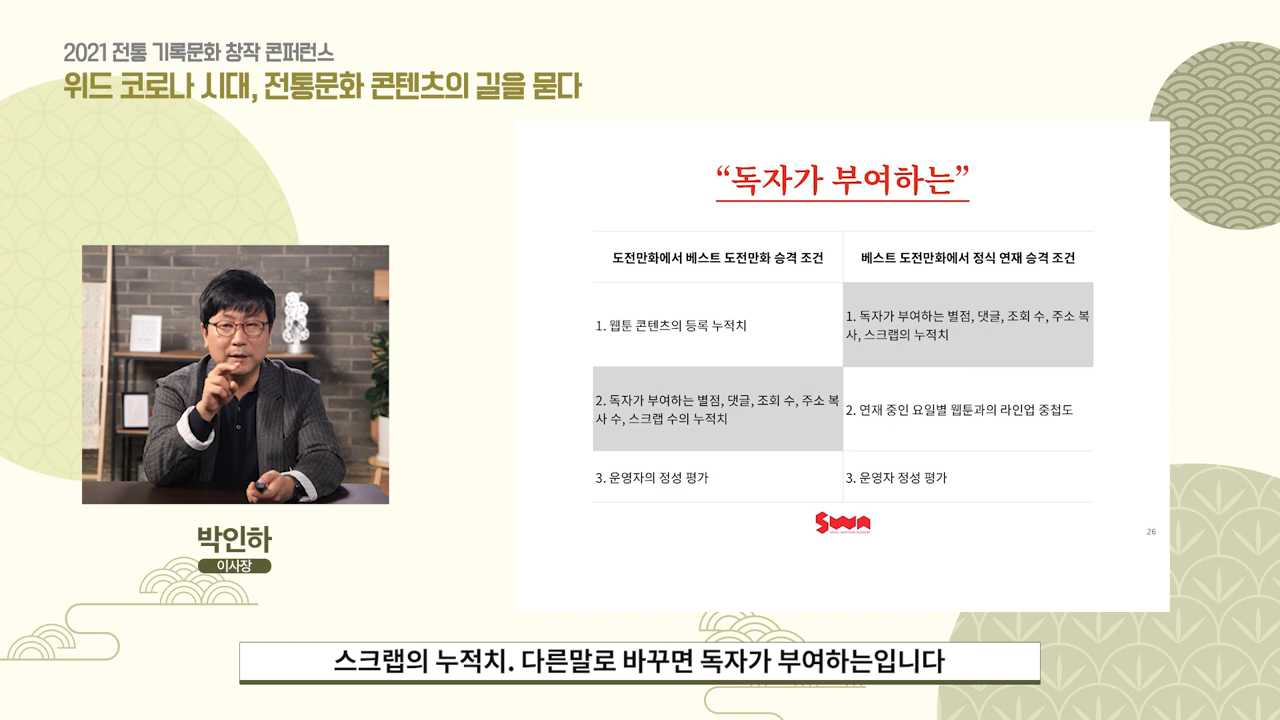 2021 전통 기록문화 창작 콘퍼런스
위드 코로나 시대, 전통문화 콘텐츠의 길을 묻다
“독자가 부여하는”
도전만화에서 베스트 도전만화 승격 조건
베스트 도전만화에서 정식 연재 승격 조건
1. 웹툰 콘텐츠의 등록 누적치
1. 독자가 부여하는 별점, 댓글, 조회 수, 주소 복
사, 스크랩의 누적치
2. 독자가 부여하는 별점, 댓글, 조회 수, 주소 복
사 수, 스크랩 수의 누적치
2. 연재 중인 요일별 웹툰과의 라인업 중첩도
3. 운영자의 정성 평가
3. 운영자 정성 평가
SWA
26
박인하
이사장
스크랩의 누적치. 다른말로 바꾸면 독자가 부여하는입니다